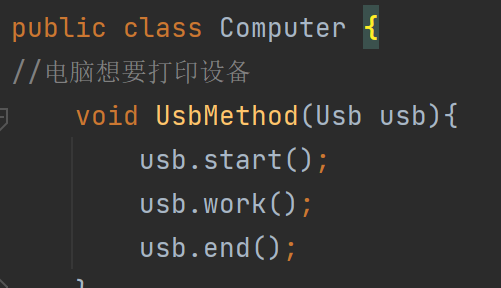 public class Computer {
//电脑想要打印设备
void UsbMethod(Usb usb){
usb.start();
usb.work();
usb.end();
}